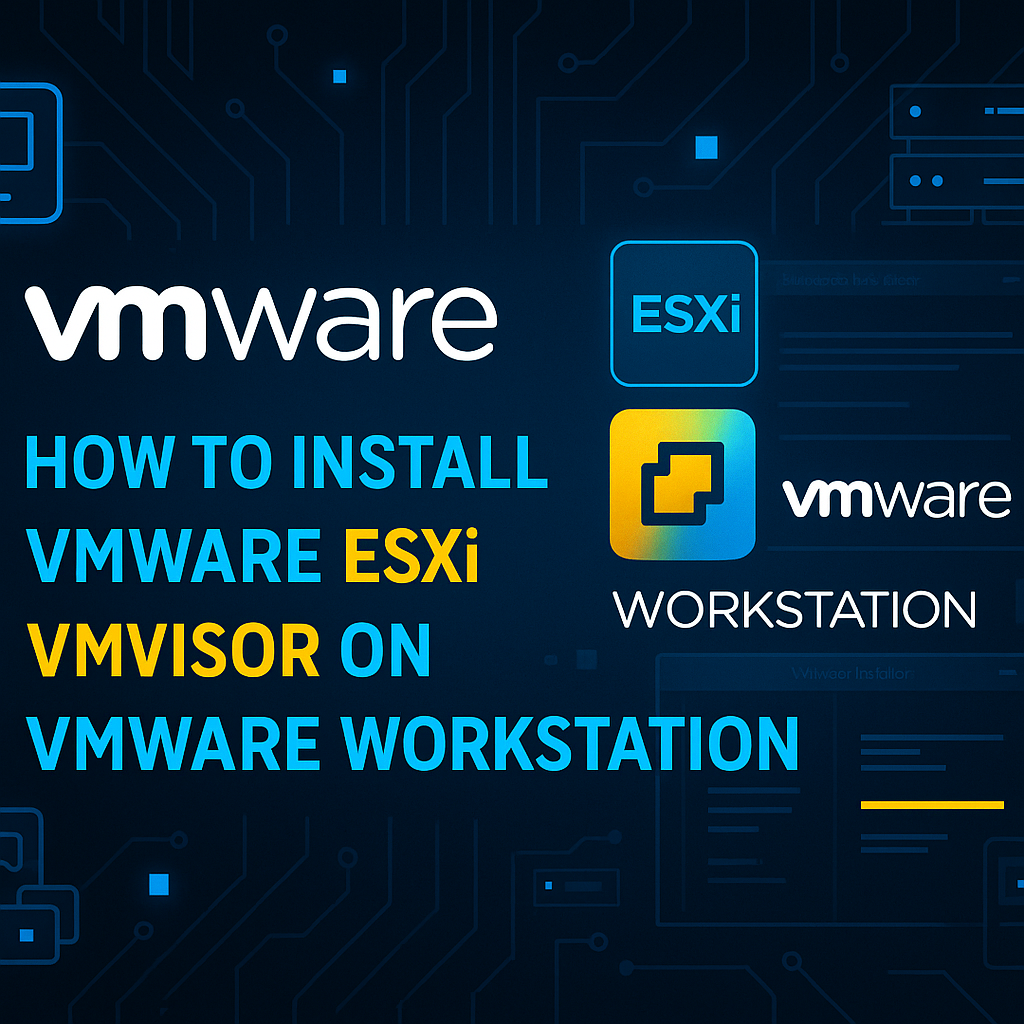 vmware
HOW TO INSTALL
VMWARE ESXi
VMVISOR ON
VMWARE WORKSTATION
ESXi
vmware
WORKSTATION